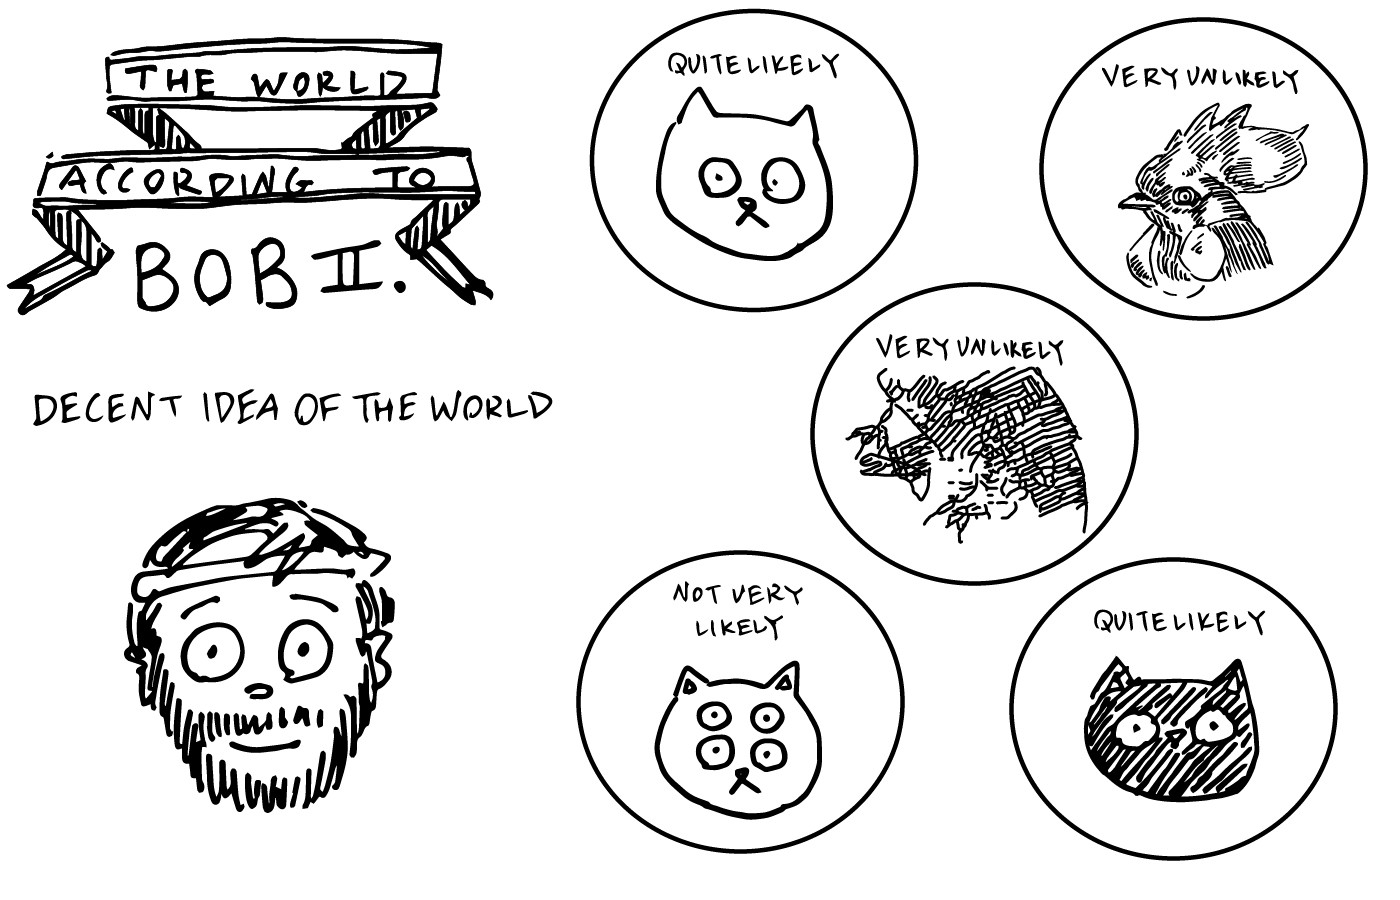 THE WORLD
ACCORDING TO
BOB II.
DECENT IDEA OF THE WORLD
QUITE LIKELY
VERY UNLIKELY
VERY UNLIKELY
NOT VERY
LIKELY
QUITE LIKELY